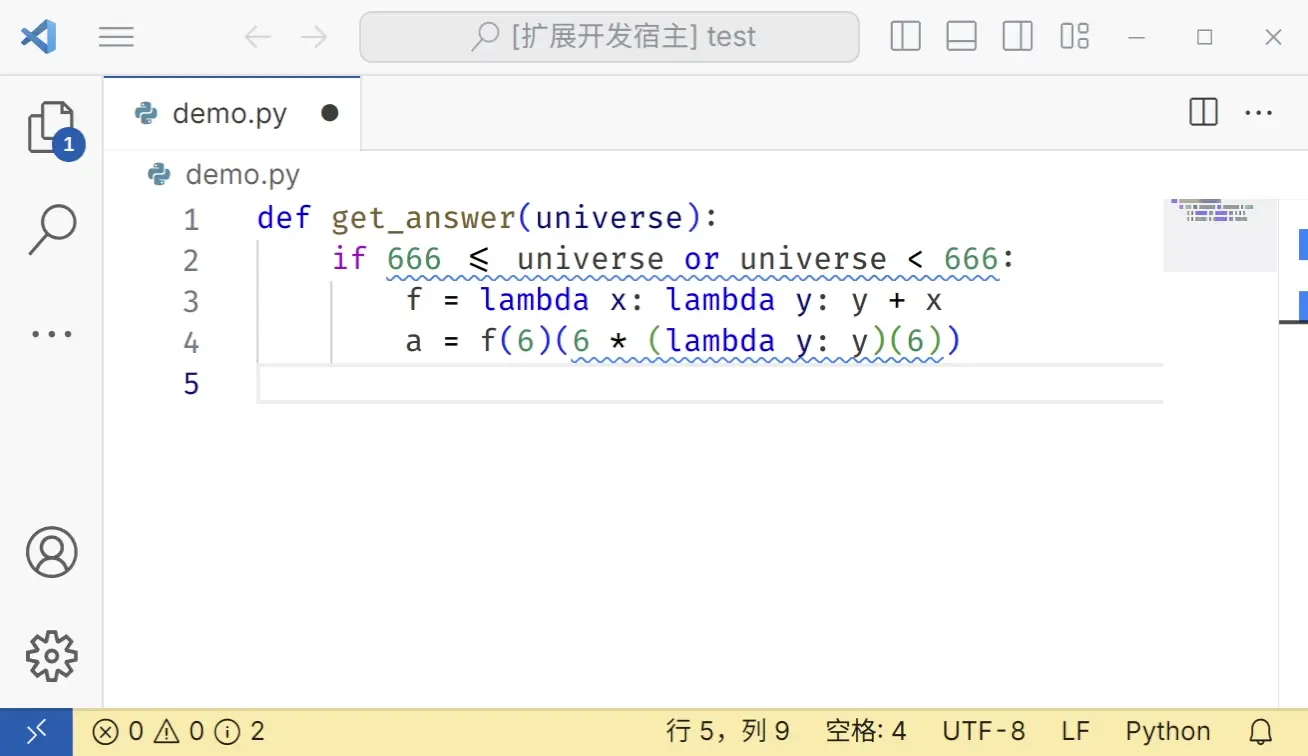 [扩展开发宿主] test
demo.py
1
demo.py
1 def get_answer(universe):
2 if 666 <= universe or universe < 666:
3 f = lambda x: lambda y: y + x
4 a = f(6)(6 * (lambda y: y)(6))
5
0 0 2 行 5，列 9 空格: 4 UTF-8 LF Python